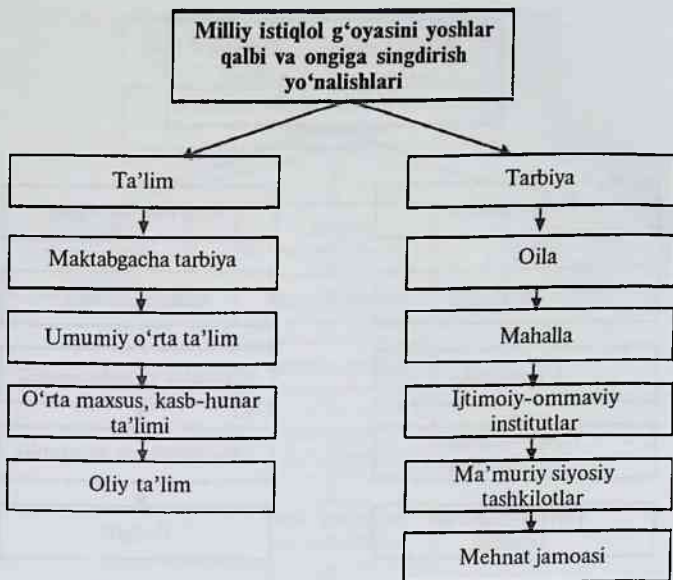 Milliy istiqlol g‘oyasini yoshlar
qalbi va ongiga singdirish
yo‘nalishlari
Ta’lim
Maktabgacha tarbiya
Umumiy o‘rta ta’lim
O‘rta maxsus, kasb-hunar
ta’limi
Oliy ta’lim
Tarbiya
Oila
Mahalla
Ijtimoiy-ommaviy
institutlar
Ma’muriy siyosiy
tashkilotlar
Mehnat jamoasi